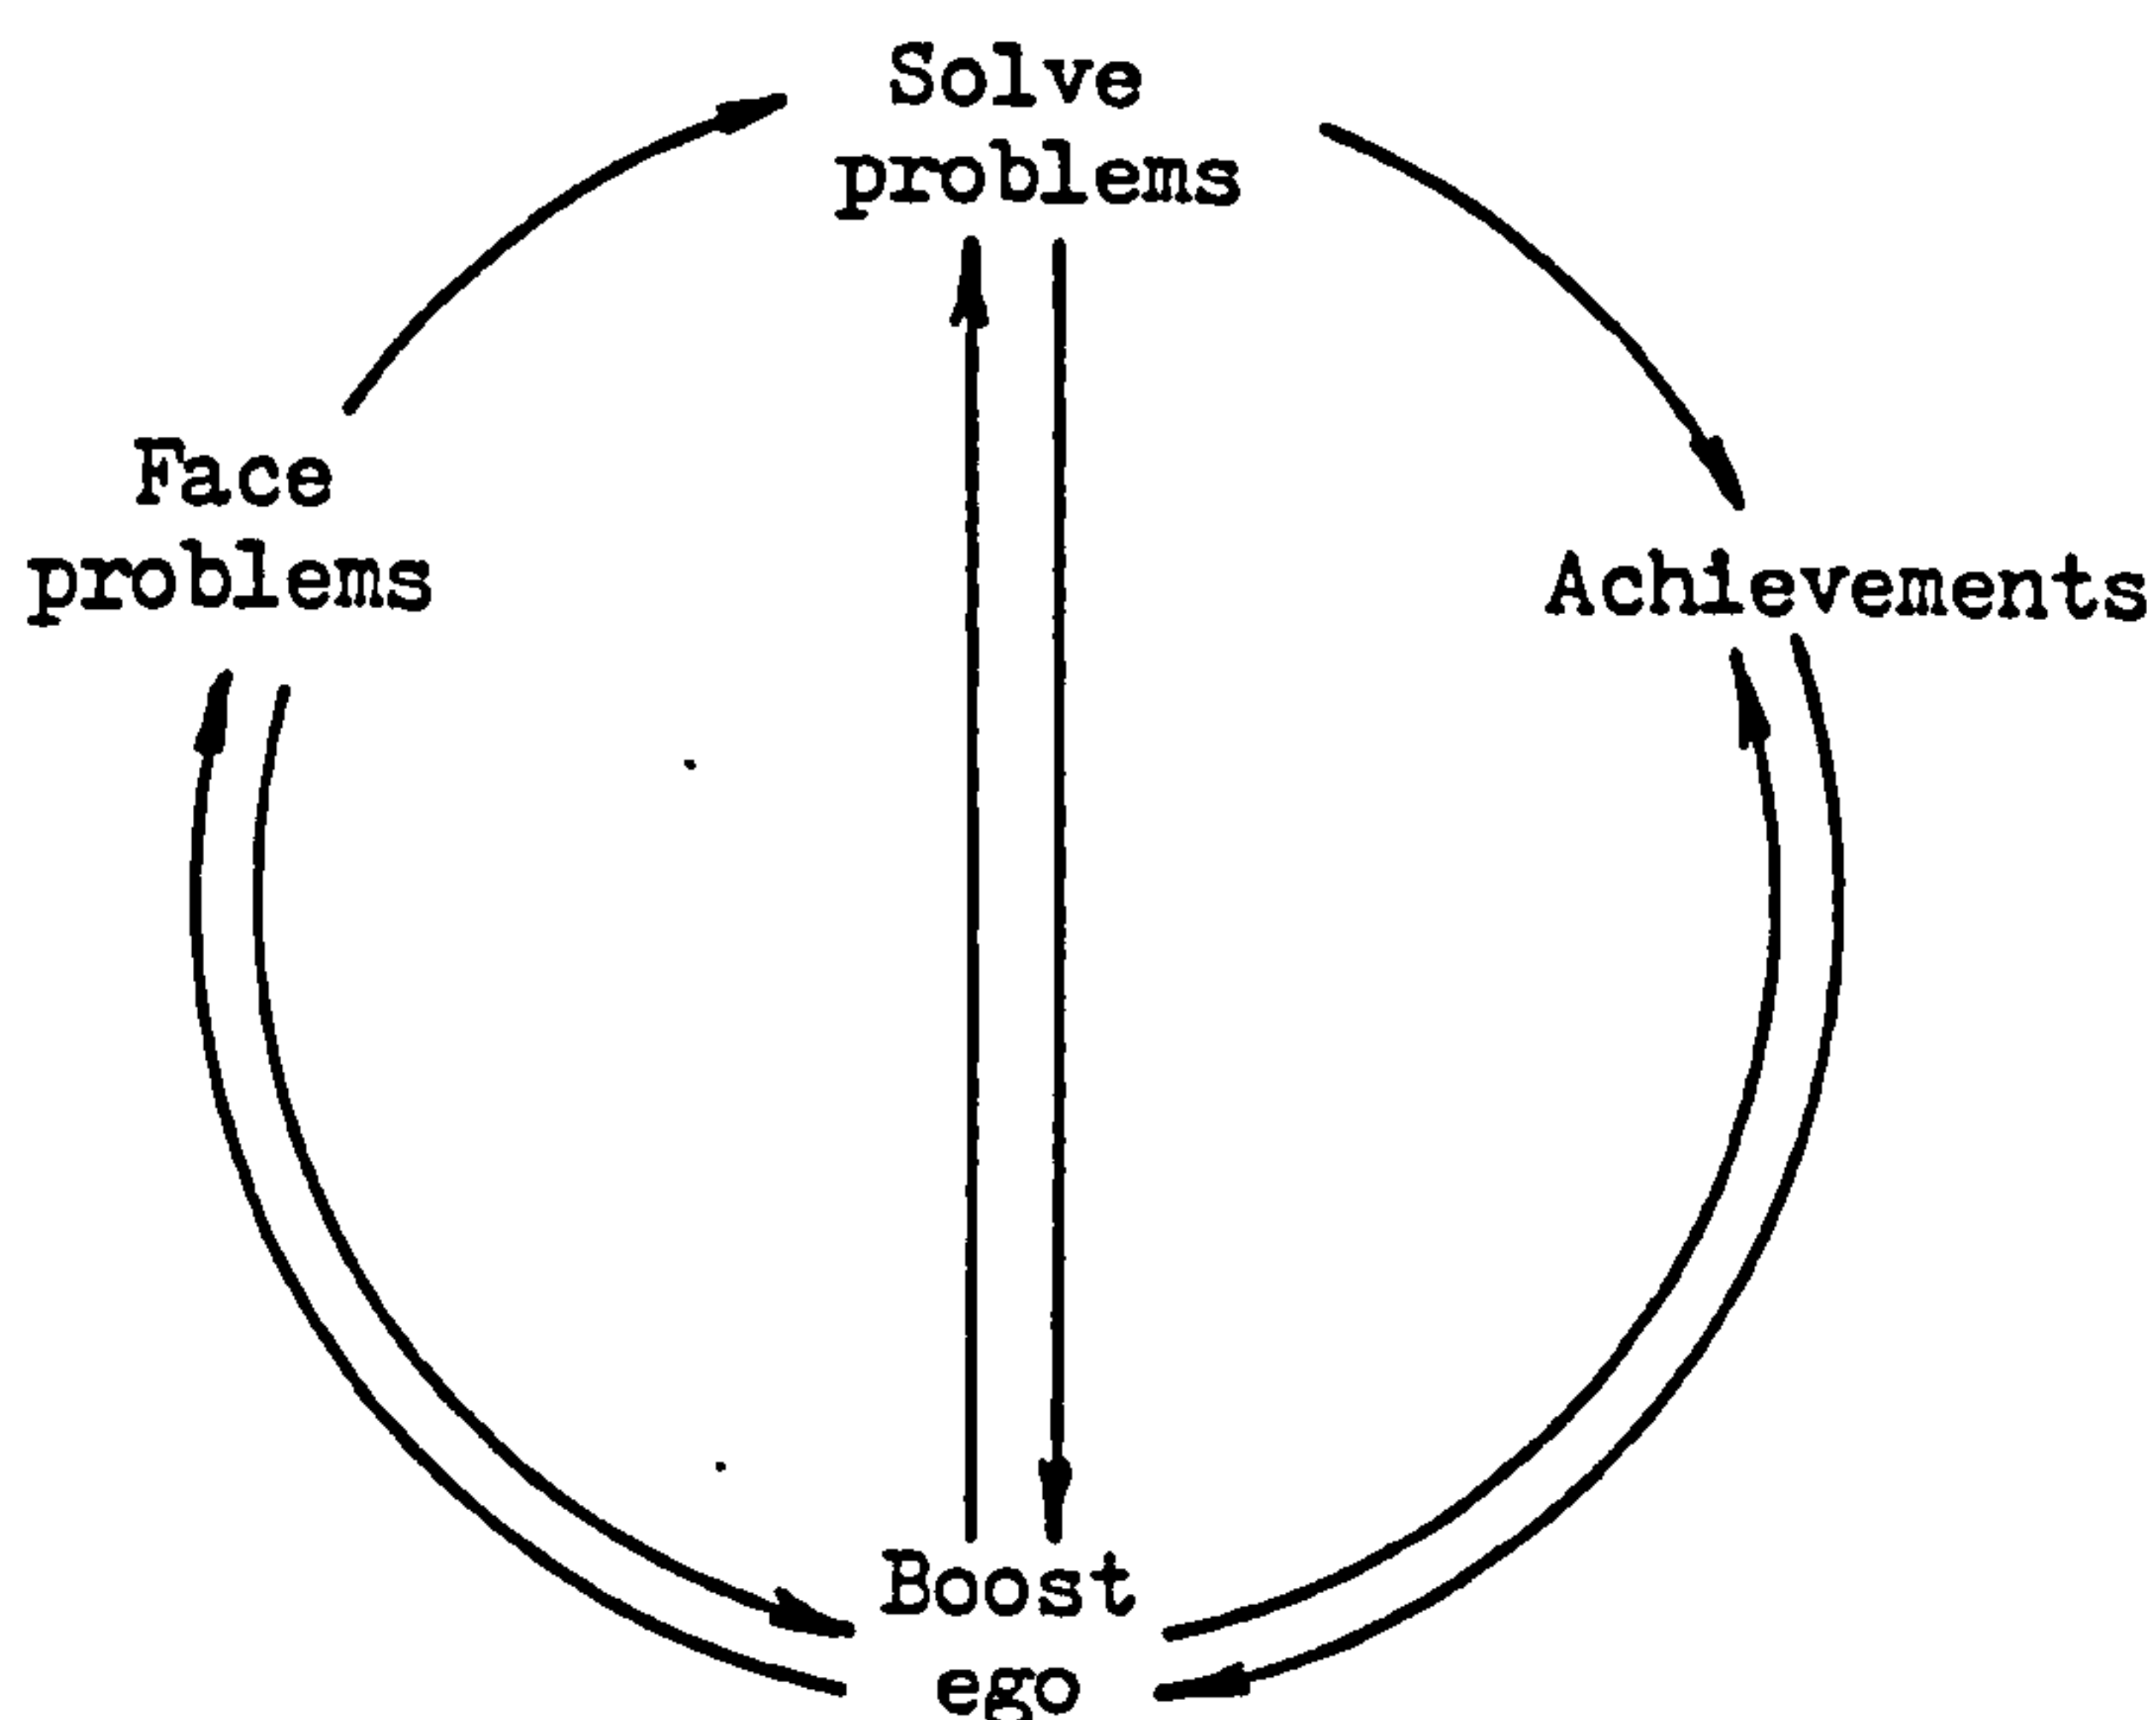 Solve
problems
Face
problems
Achievements
Boost
ego